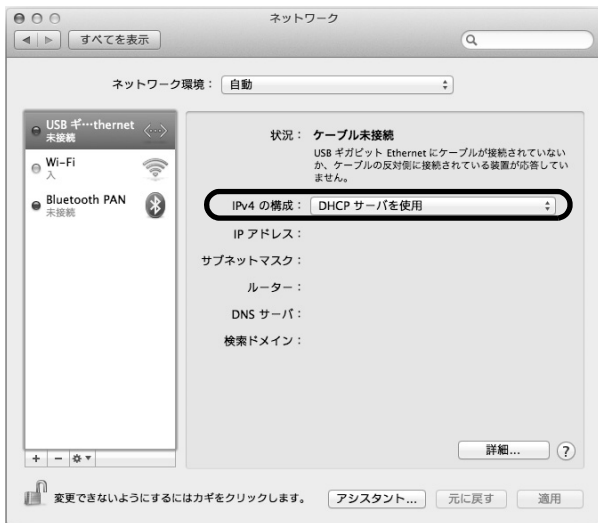 ネットワーク
すべてを表示
ネットワーク環境： 自動
USB ギ…thernet
未接続
Wi-Fi
入
Bluetooth PAN
未接続
状況： ケーブル未接続
USB ギガビット Ethernet にケーブルが接続されていない
か、ケーブルの反対側に接続されている装置が応答してい
ません。
IPv4 の構成： DHCP サーバを使用
IP アドレス：
サブネットマスク：
ルーター：
DNS サーバ：
検索ドメイン：
詳細... ?
+ −
変更できないようにするにはカギをクリックします。 アシスタント... 元に戻す 適用